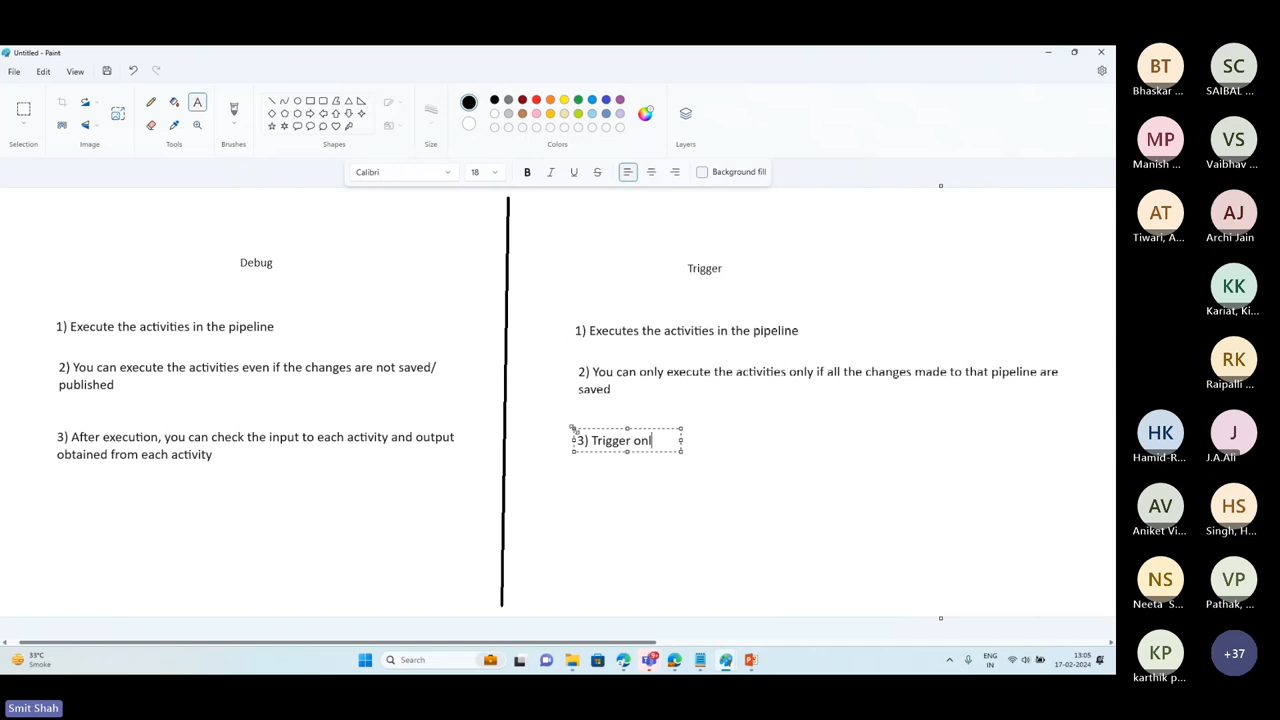 Untitled - Paint
File Edit View
Selection Image Tools Brushes Shapes Size Colors Layers
Calibri 18 B I U S Background fill
Debug
1) Execute the activities in the pipeline
2) You can execute the activities even if the changes are not saved/
published
3) After execution, you can check the input to each activity and output
obtained from each activity
Trigger
1) Executes the activities in the pipeline
2) You can only execute the activities only if all the changes made to that pipeline are
saved
3) Trigger onl
BT SC
Bhaskar ... SAIBAL ...
MP VS
Manish ... Vaibhav ...
AT AJ
Tiwari, A... Archi Jain
KK
Kariat, Ki...
RK
Raipalli ...
HK J
Hamid-R... J.A.Ali
AV HS
Aniket Vi... Singh, H...
NS VP
Neeta S... Pathak, ...
KP +37
karthik p...
33°C
Smoke
Search
ENG
IN
13:05
17-02-2024
Smit Shah